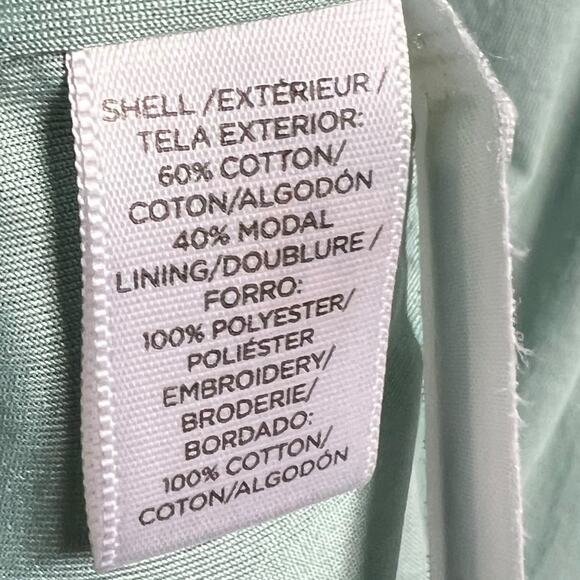 SHELL /EXTÉRIEUR /
TELA EXTERIOR:
60% COTTON/
COTON/ALGODÓN
40% MODAL
LINING/DOUBLURE /
FORRO:
100% POLYESTER/
POLIÉSTER
EMBROIDERY/
BRODERIE/
BORDADO:
100% COTTON/
COTON/ALGODÓN